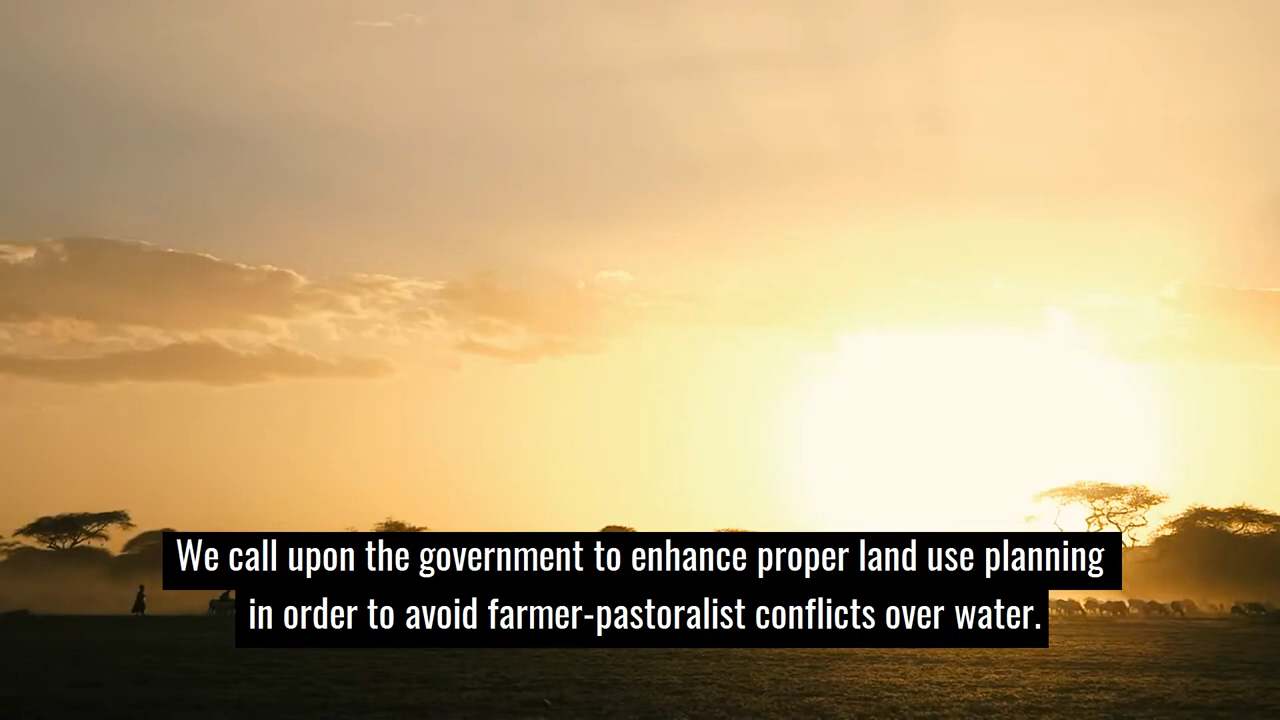 We call upon the government to enhance proper land use planning
in order to avoid farmer-pastoralist conflicts over water.